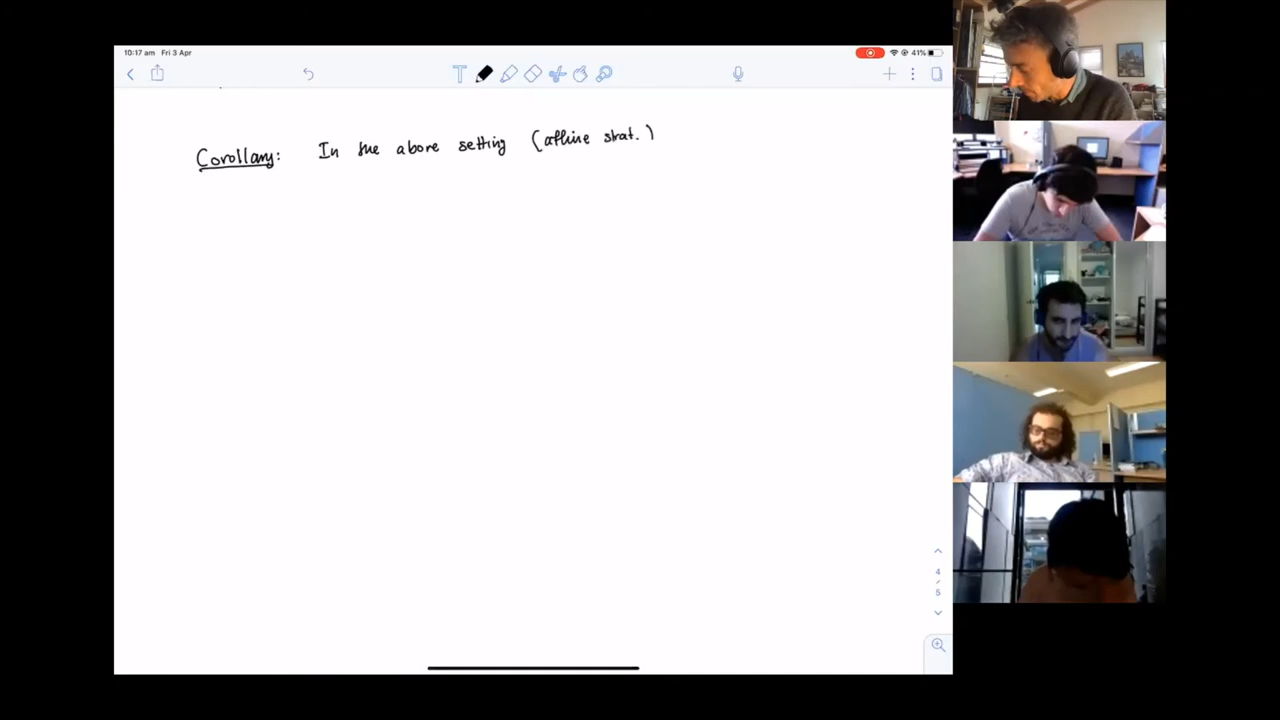 10:17 am Fri 3 Apr
41%
T
Corollary: In the above setting (affine strat.)
4
/
5